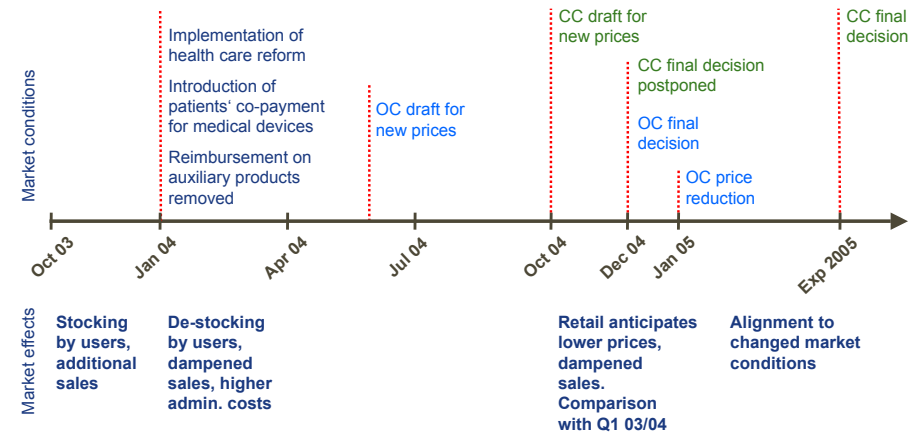 Market conditions
Implementation of
health care reform
Introduction of
patients‘ co-payment
for medical devices
Reimbursement on
auxiliary products
removed
OC draft for
new prices
CC draft for
new prices
CC final decision
postponed
OC final
decision
OC price
reduction
CC final
decision
Oct 03
Jan 04
Apr 04
Jul 04
Oct 04
Dec 04
Jan 05
Exp 2005
Market effects
Stocking
by users,
additional
sales
De-stocking
by users,
dampened
sales, higher
admin. costs
Retail anticipates
lower prices,
dampened
sales.
Comparison
with Q1 03/04
Alignment to
changed market
conditions